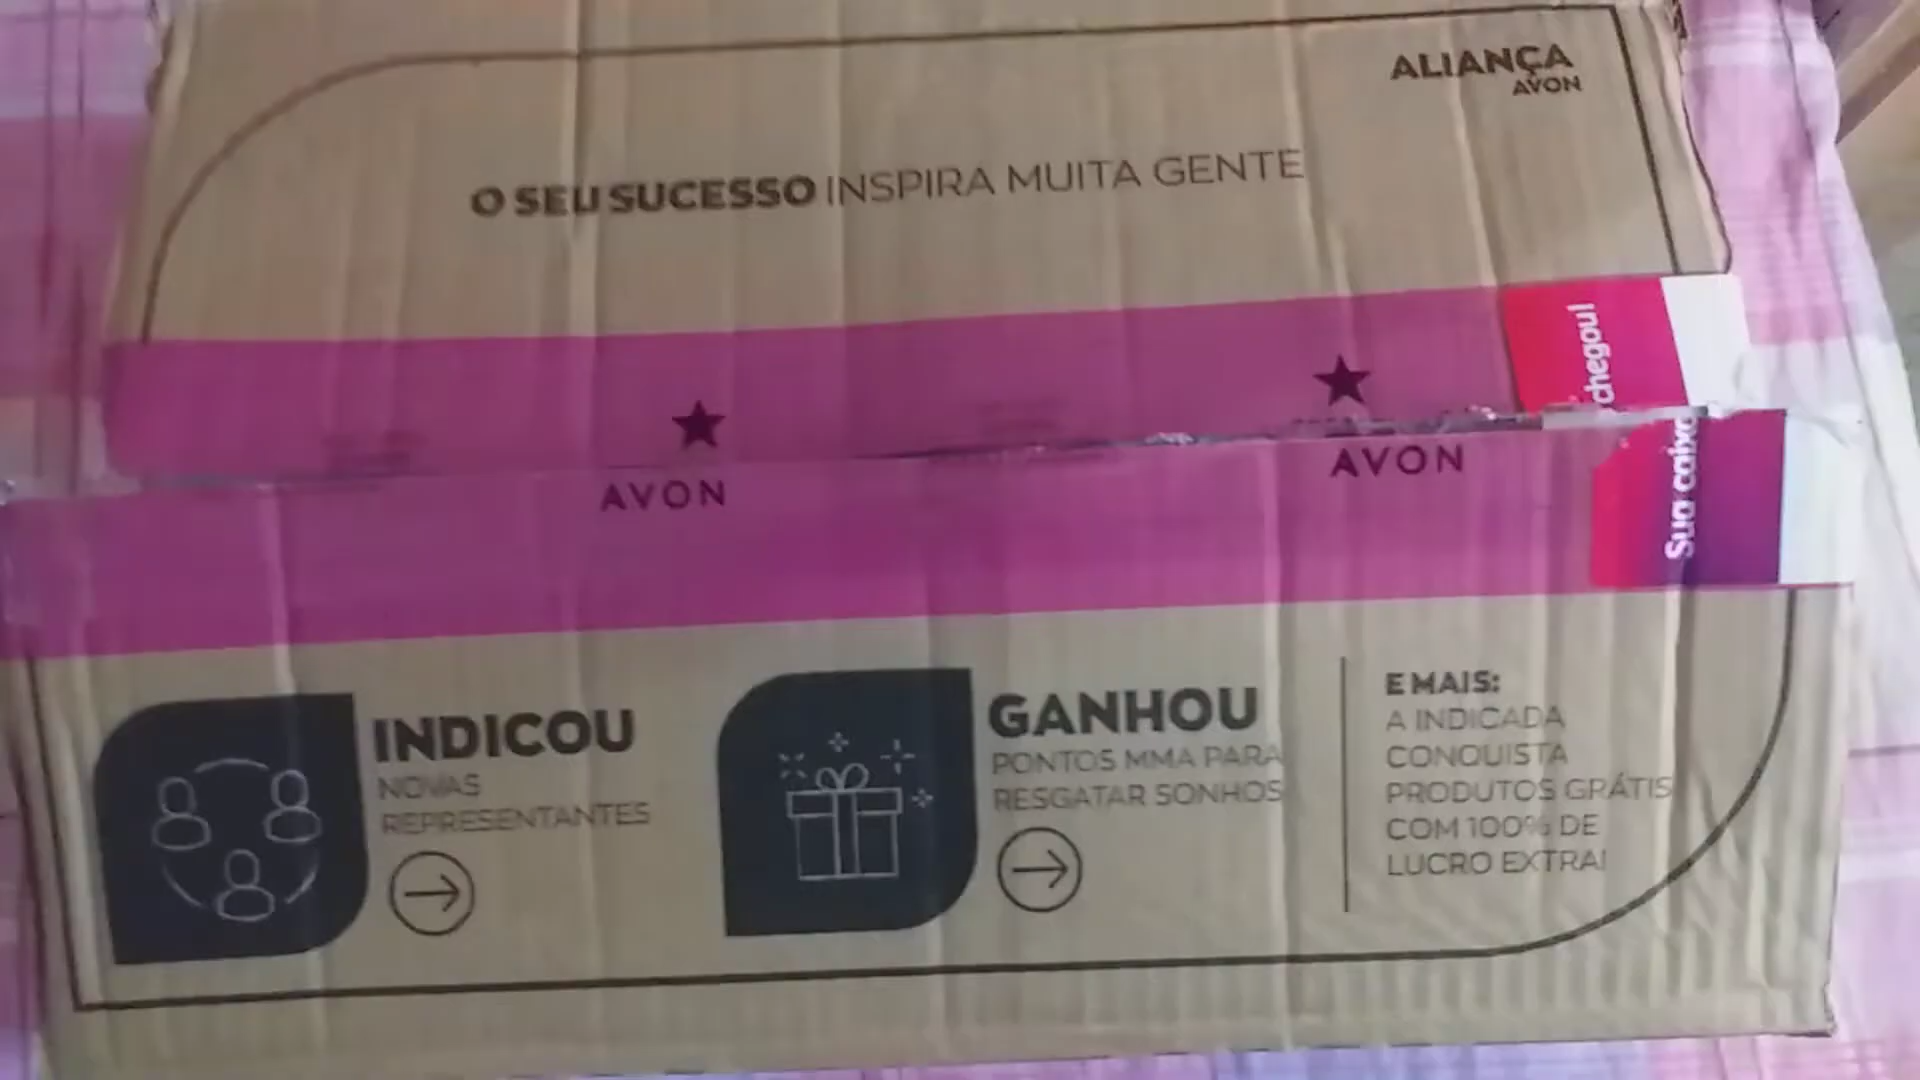 ALIANÇA
AVON
O SEU SUCESSO INSPIRA MUITA GENTE
Sua caixa
chegou!
AVON
AVON
INDICOU
NOVAS
REPRESENTANTES
GANHOU
PONTOS MMA PARA
RESGATAR SONHOS
E MAIS:
A INDICADA
CONQUISTA
PRODUTOS GRÁTIS
COM 100% DE
LUCRO EXTRA!